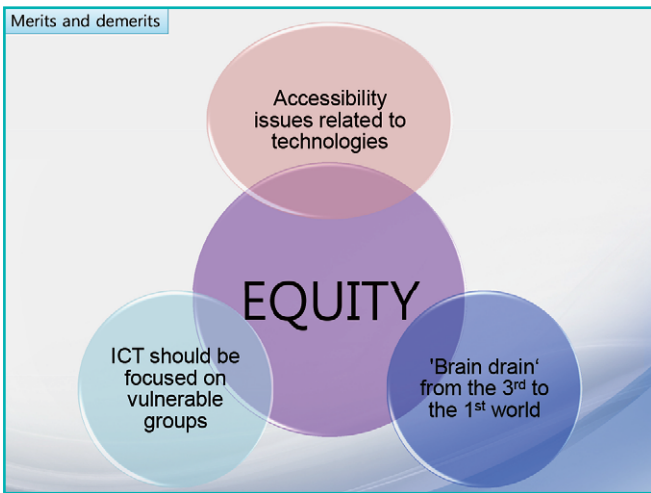 Merits and demerits
Accessibility
issues related to
technologies
EQUITY
ICT should be
focused on
vulnerable
groups
'Brain drain‘
from the 3rd to
the 1st world